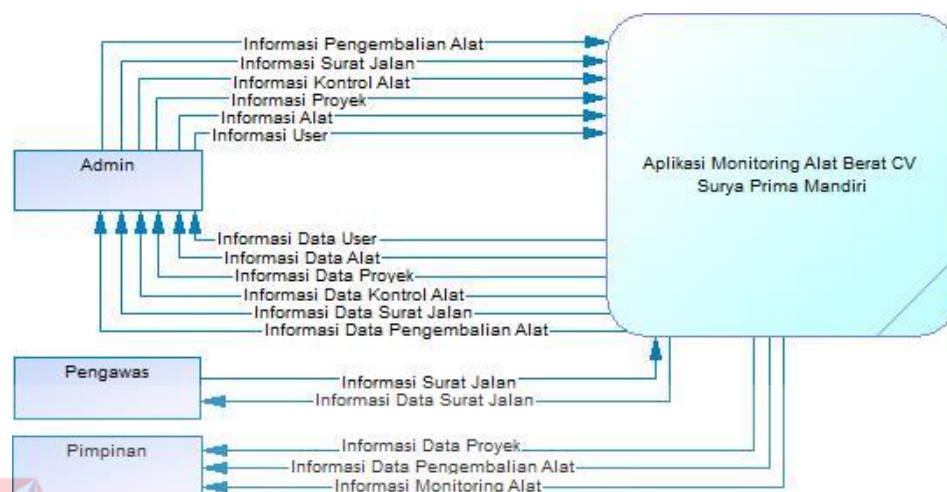 Informasi Pengembalian Alat
Informasi Surat Jalan
Informasi Kontrol Alat
Informasi Proyek
Informasi Alat
Informasi User
Admin
Aplikasi Monitoring Alat Berat CV
Surya Prima Mandiri
Informasi Data User
Informasi Data Alat
Informasi Data Proyek
Informasi Data Kontrol Alat
Informasi Data Surat Jalan
Informasi Data Pengembalian Alat
Pengawas
Informasi Surat Jalan
Informasi Data Surat Jalan
Pimpinan
Informasi Data Proyek
Informasi Data Pengembalian Alat
Informasi Monitoring Alat